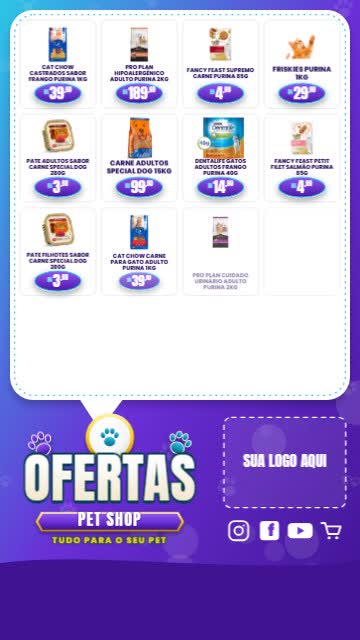 CAT CHOW
CASTRADOS SABOR
FRANGO PURINA 1KG
39
PRO PLAN
HIPOALERGÊNICO
ADULTO PURINA 2KG
189
FANCY FEAST SUPREMO
CARNE PURINA 85G
4
FRISKIES PURINA
1KG
29
PATE ADULTOS SABOR
CARNE SPECIAL DOG
280G
3
CARNE ADULTOS
SPECIAL DOG 15KG
99
DENTALIFE GATOS
ADULTOS FRANGO
PURINA 40G
14
FANCY FEAST PETIT
FILET SALMÃO PURINA
85G
4
PATE FILHOTES SABOR
CARNE SPECIAL DOG
280G
3
CAT CHOW CARNE
PARA GATO ADULTO
PURINA 1KG
39
PRO PLAN CUIDADO
URINÁRIO ADULTO
PURINA 2KG
OFERTAS
PET SHOP
TUDO PARA O SEU PET
SUA LOGO AQUI